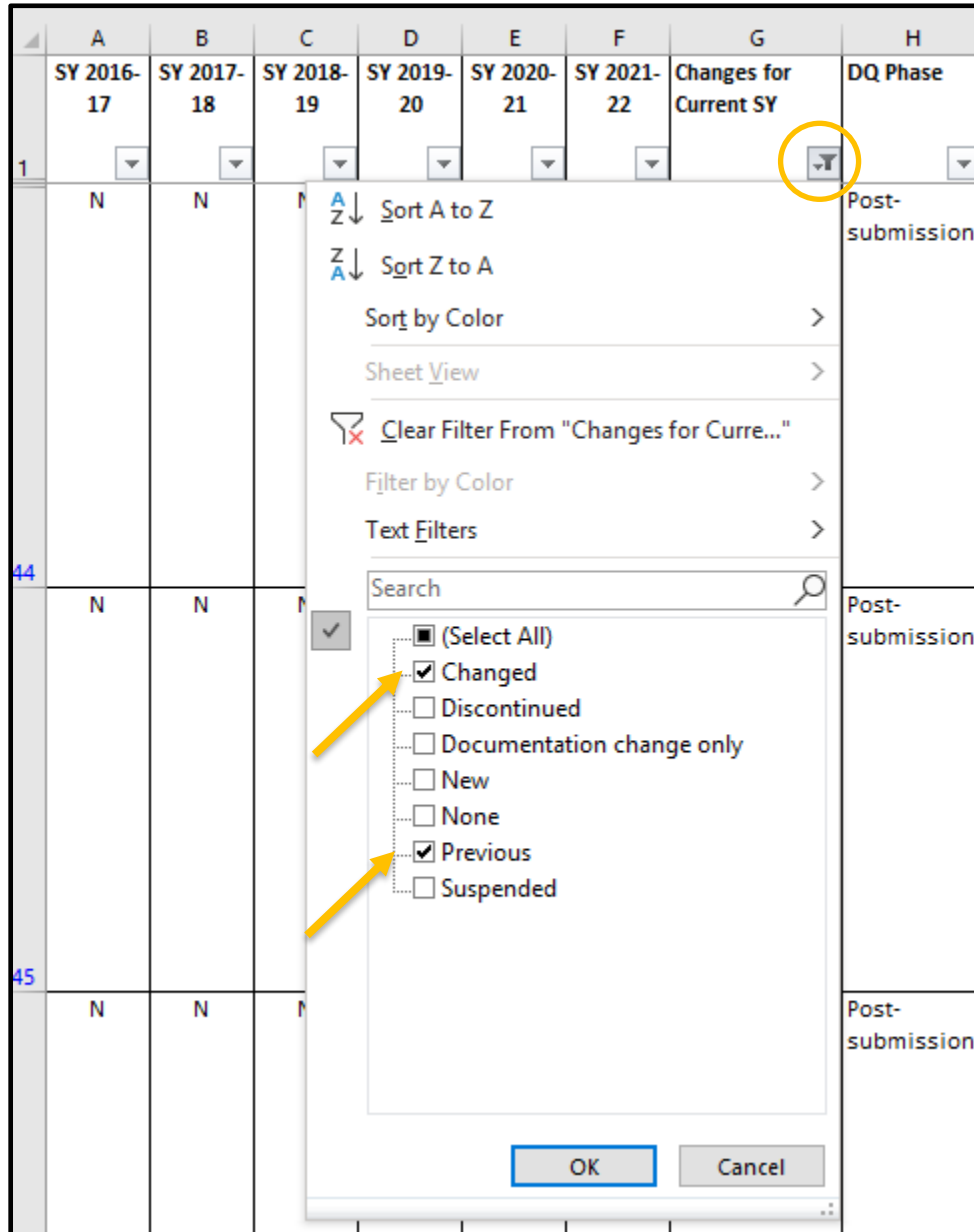 A B C D E F G H
SY 2016- SY 2017- SY 2018- SY 2019- SY 2020- SY 2021- Changes for DQ Phase
17 18 19 20 21 22 Current SY
1
N N N Post-
submission
A Z Sort A to Z
Z A Sort Z to A
Sort by Color
Sheet View
Clear Filter From "Changes for Curre..."
Filter by Color
Text Filters
44
Search
N N N Post-
submission
(Select All)
Changed
Discontinued
Documentation change only
New
None
Previous
Suspended
45
N N N Post-
submission
OK Cancel